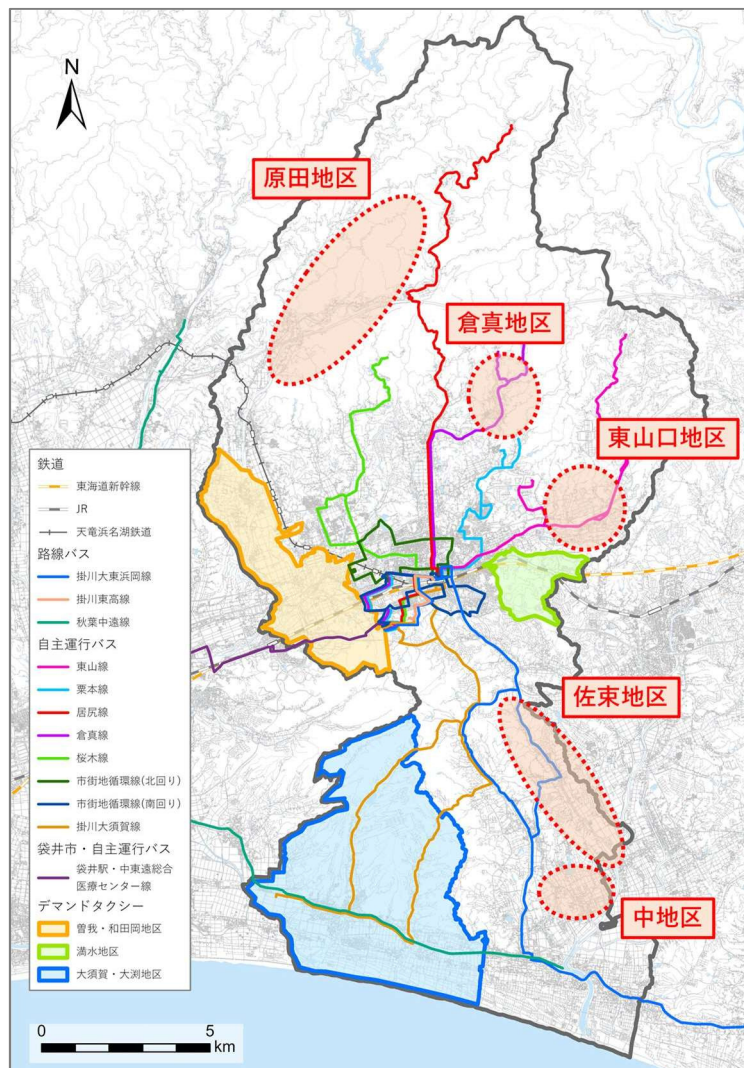 N
原田地区
倉真地区
東山口地区
佐束地区
中地区
鉄道
東海道新幹線
JR
天竜浜名湖鉄道
路線バス
掛川大東浜岡線
掛川東高線
秋葉中遠線
自主運行バス
東山線
粟本線
居尻線
倉真線
桜木線
市街地循環線(北回り)
市街地循環線(南回り)
掛川大須賀線
袋井市・自主運行バス
袋井駅・中東遠総合
医療センター線
デマンドタクシー
曽我・和田岡地区
満水地区
大須賀・大渕地区
0 5
km